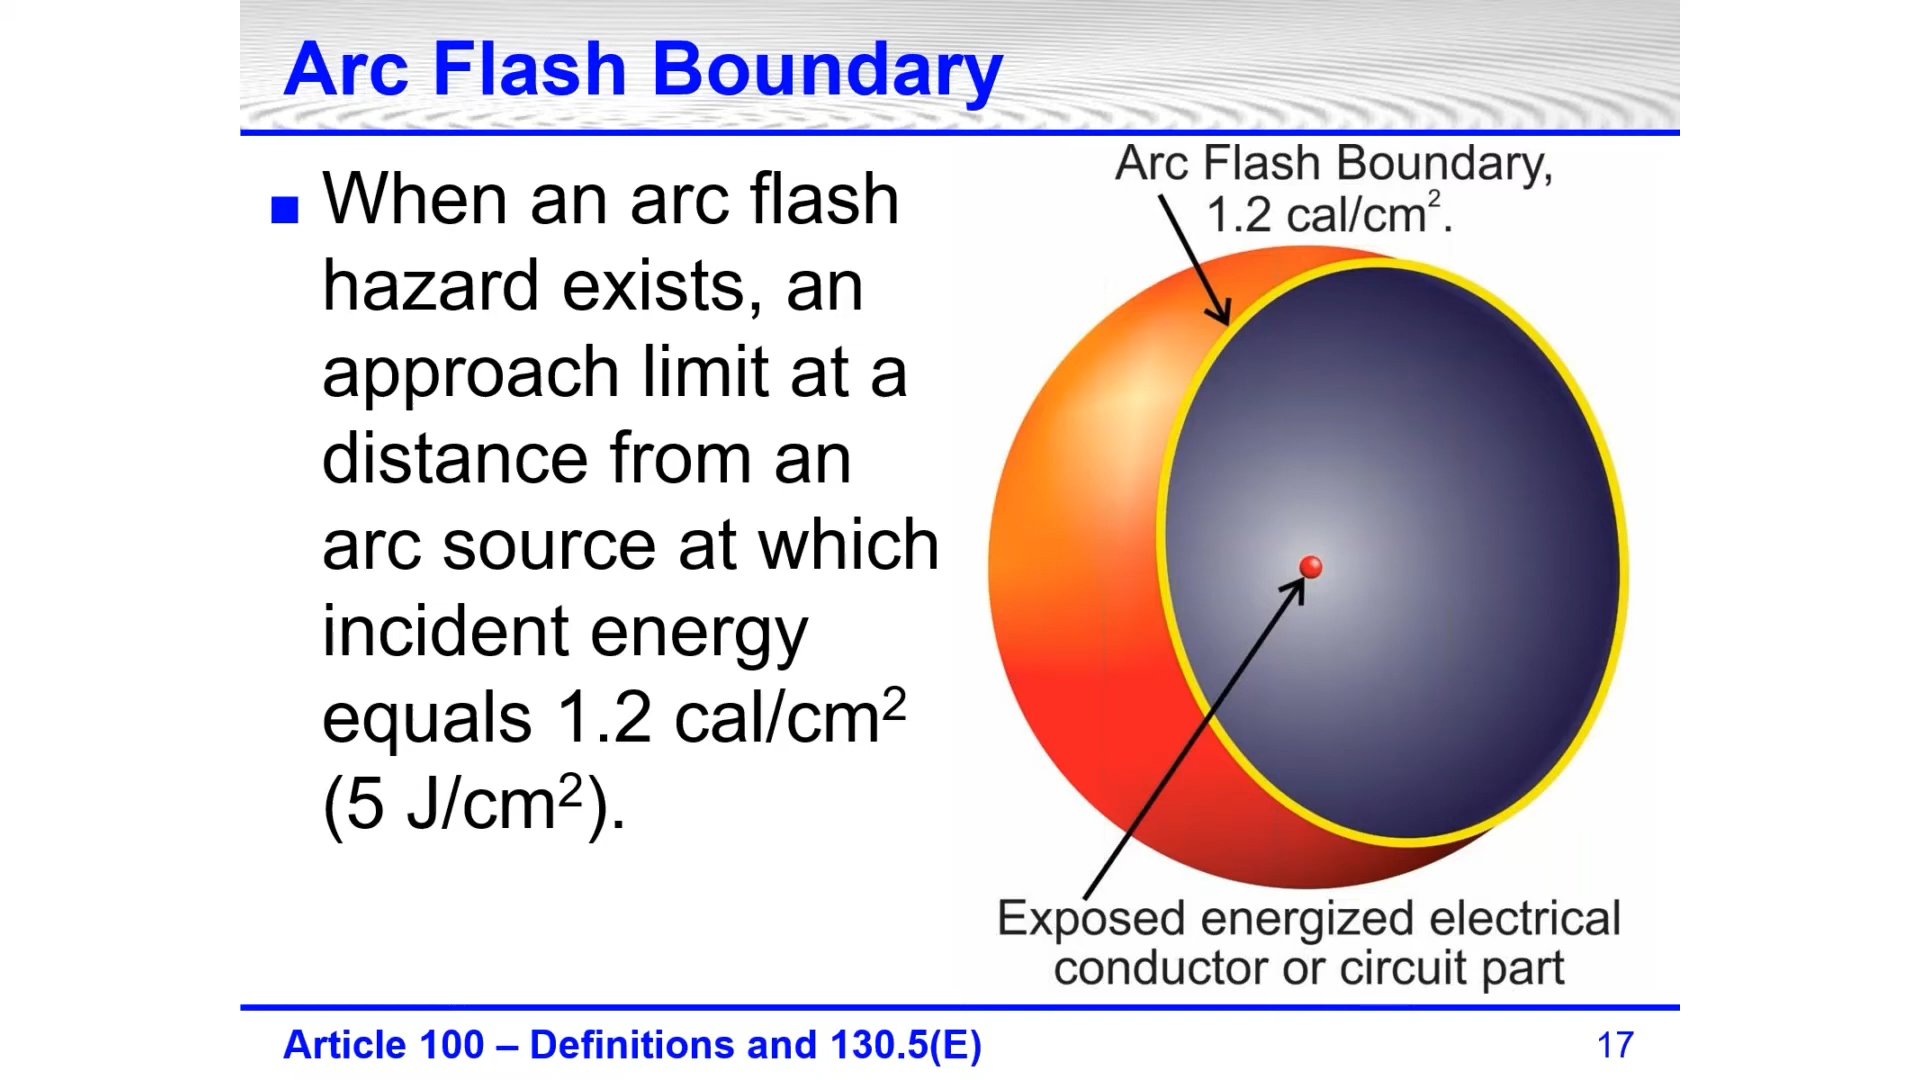 Arc Flash Boundary
■ When an arc flash
hazard exists, an
approach limit at a
distance from an
arc source at which
incident energy
equals 1.2 cal/cm²
(5 J/cm²).
Arc Flash Boundary,
1.2 cal/cm².
Exposed energized electrical
conductor or circuit part
Article 100 – Definitions and 130.5(E)
17